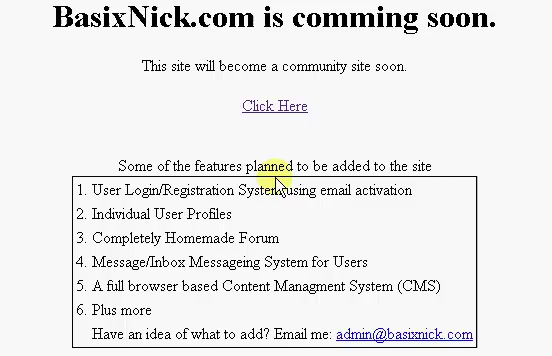 BasixNick.com is comming soon.
This site will become a community site soon.
Click Here
Some of the features planned to be added to the site
1. User Login/Registration System using email activation
2. Individual User Profiles
3. Completely Homemade Forum
4. Message/Inbox Messageing System for Users
5. A full browser based Content Managment System (CMS)
6. Plus more
Have an idea of what to add? Email me: admin@basixnick.com